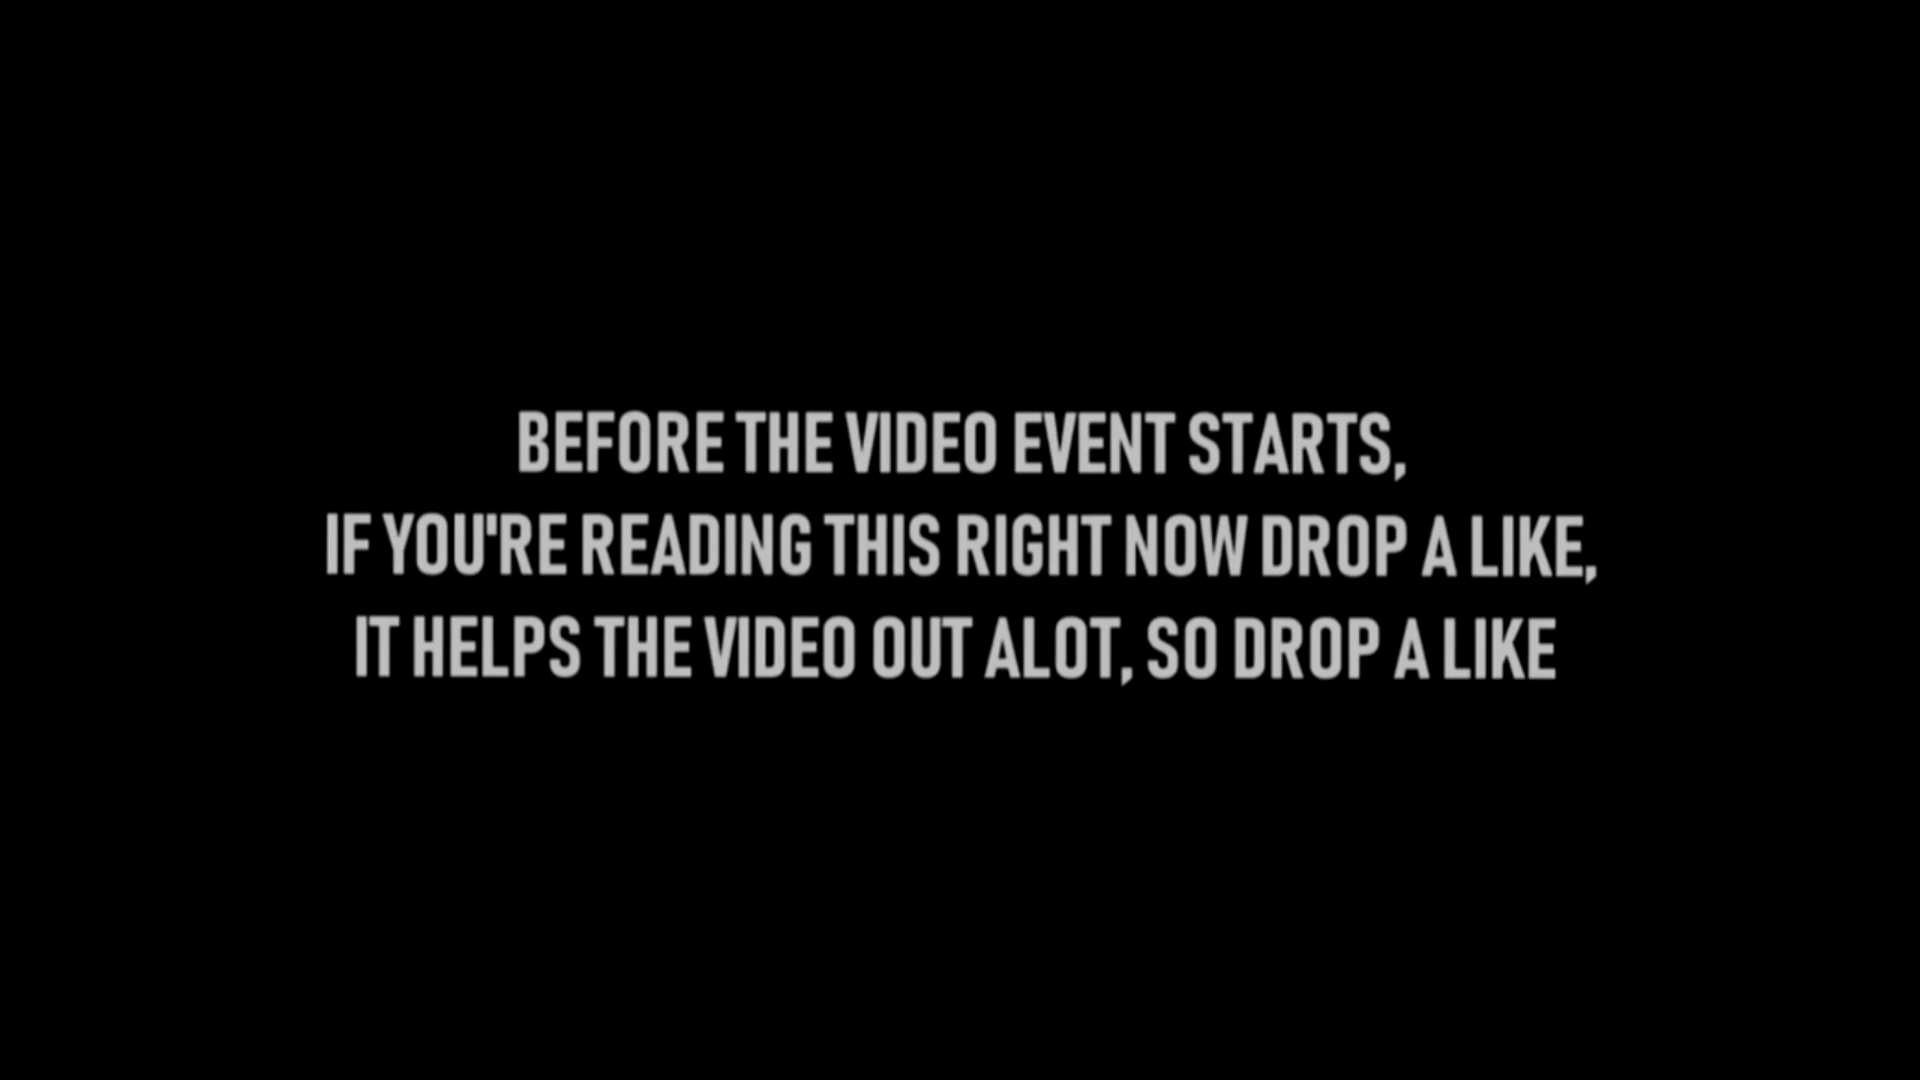 BEFORE THE VIDEO EVENT STARTS,
IF YOU'RE READING THIS RIGHT NOW DROP A LIKE,
IT HELPS THE VIDEO OUT ALOT, SO DROP A LIKE